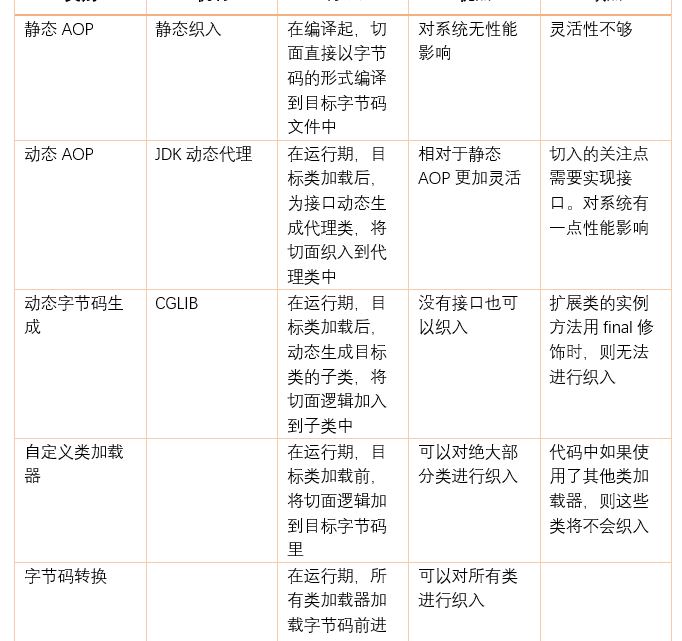 静态 AOP
静态织入
在编译起，切
面直接以字节
码的形式编译
到目标字节码
文件中
对系统无性能
影响
灵活性不够
动态 AOP
JDK 动态代理
在运行期，目
标类加载后，
为接口动态生
成代理类，将
切面织入到代
理类中
相对于静态
AOP 更加灵活
切入的关注点
需要实现接
口。对系统有
一点性能影响
动态字节码生
成
CGLIB
在运行期，目
标类加载后，
动态生成目标
类的子类，将
切面逻辑加入
到子类中
没有接口也可
以织入
扩展类的实例
方法用 final 修
饰时，则无法
进行织入
自定义类加载
器
在运行期，目
标类加载前，
将切面逻辑加
到目标字节码
里
可以对绝大部
分类进行织入
代码中如果使
用了其他类加
载器，则这些
类将不会织入
字节码转换
在运行期，所
有类加载器加
载字节码前进
可以对所有类
进行织入